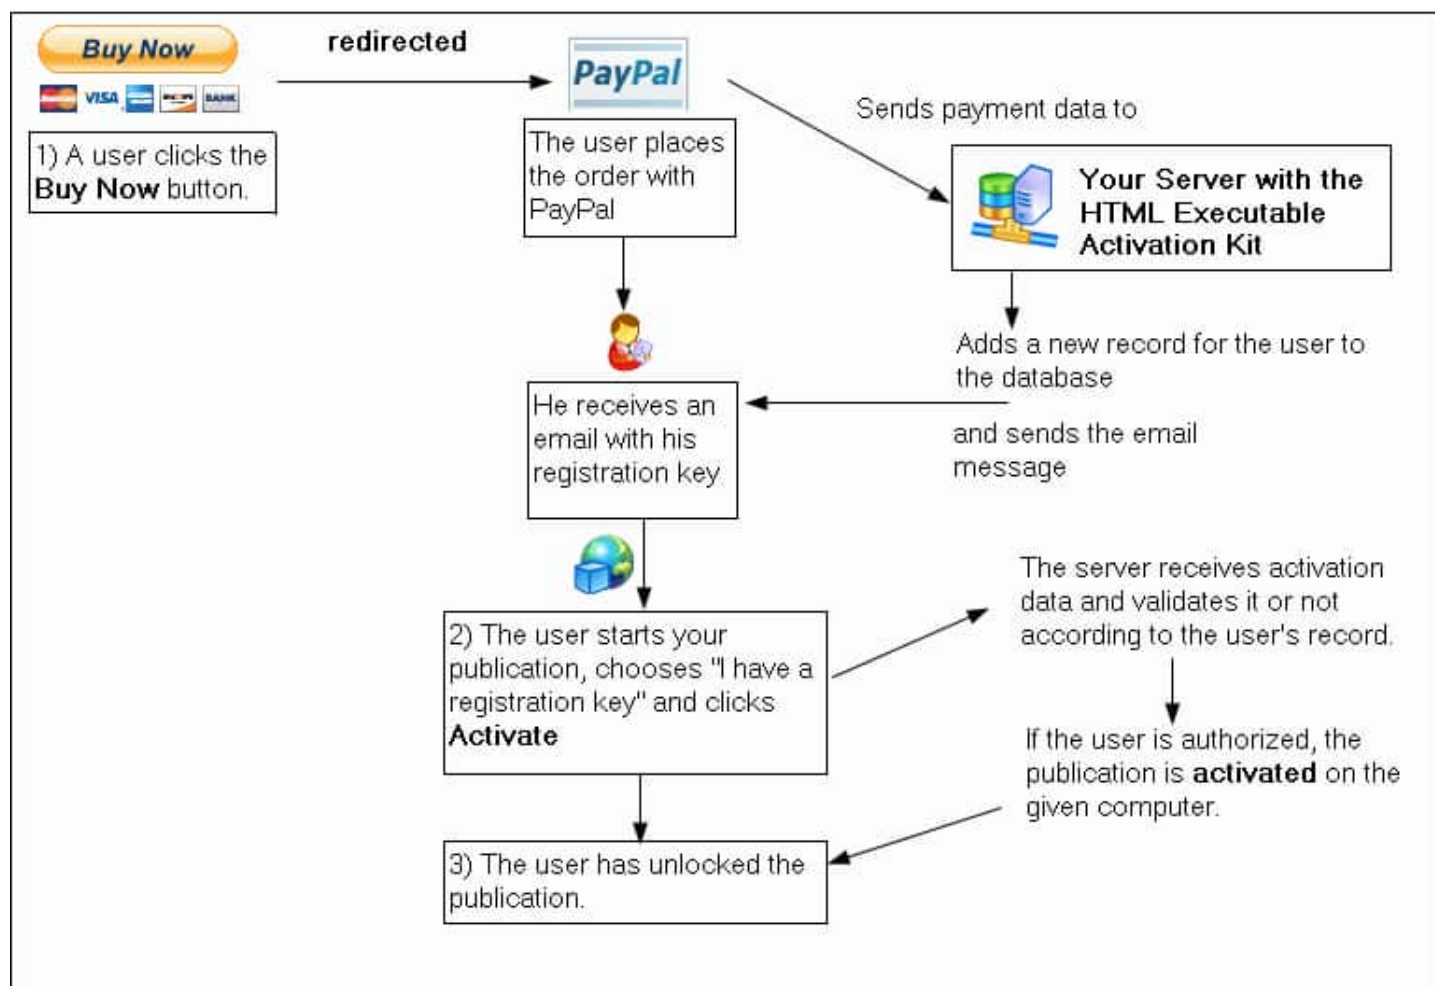 Buy Now
redirected
PayPal
VISA
BANK
Sends payment data to
1) A user clicks the
Buy Now button.
The user places
the order with
PayPal
Your Server with the
HTML Executable
Activation Kit
Adds a new record for the user to
the database
He receives an
email with his
registration key
and sends the email
message
The server receives activation
data and validates it or not
according to the user's record.
2) The user starts your
publication, chooses "I have a
registration key" and clicks
Activate
If the user is authorized, the
publication is activated on the
given computer.
3) The user has unlocked the
publication.